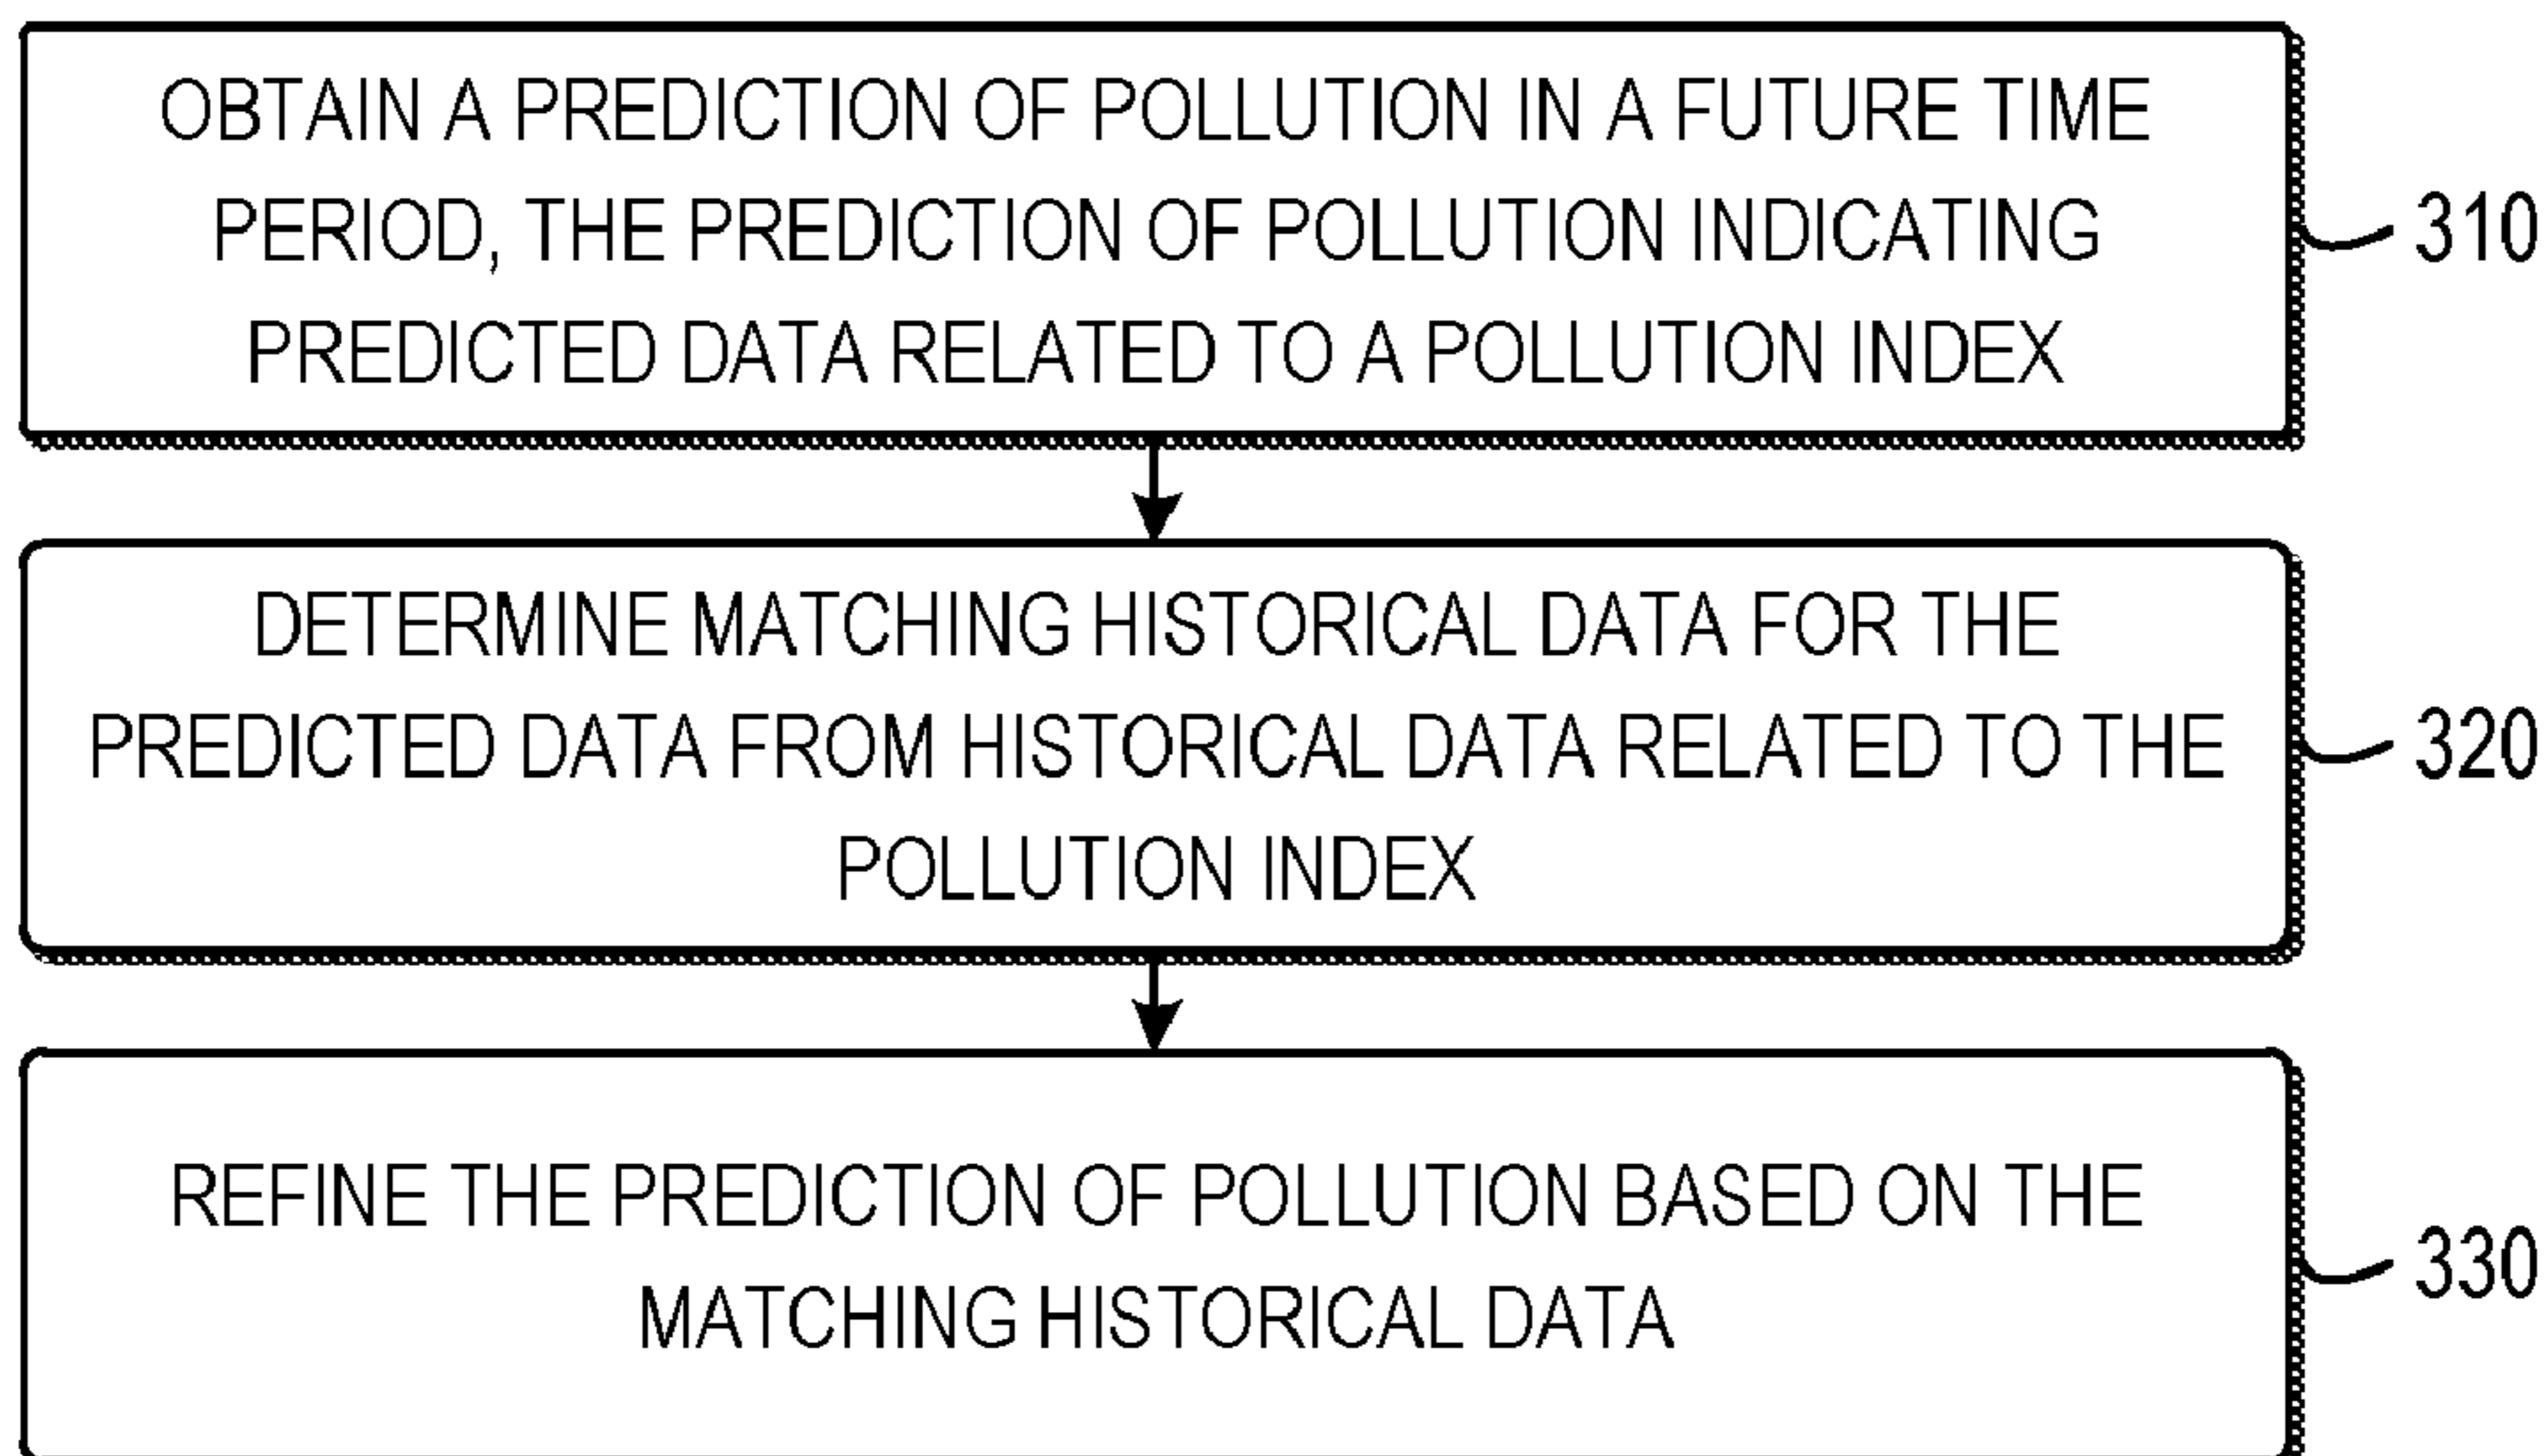 OBTAIN A PREDICTION OF POLLUTION IN A FUTURE TIME
PERIOD, THE PREDICTION OF POLLUTION INDICATING
PREDICTED DATA RELATED TO A POLLUTION INDEX
310
DETERMINE MATCHING HISTORICAL DATA FOR THE
PREDICTED DATA FROM HISTORICAL DATA RELATED TO THE
POLLUTION INDEX
320
REFINE THE PREDICTION OF POLLUTION BASED ON THE
MATCHING HISTORICAL DATA
330